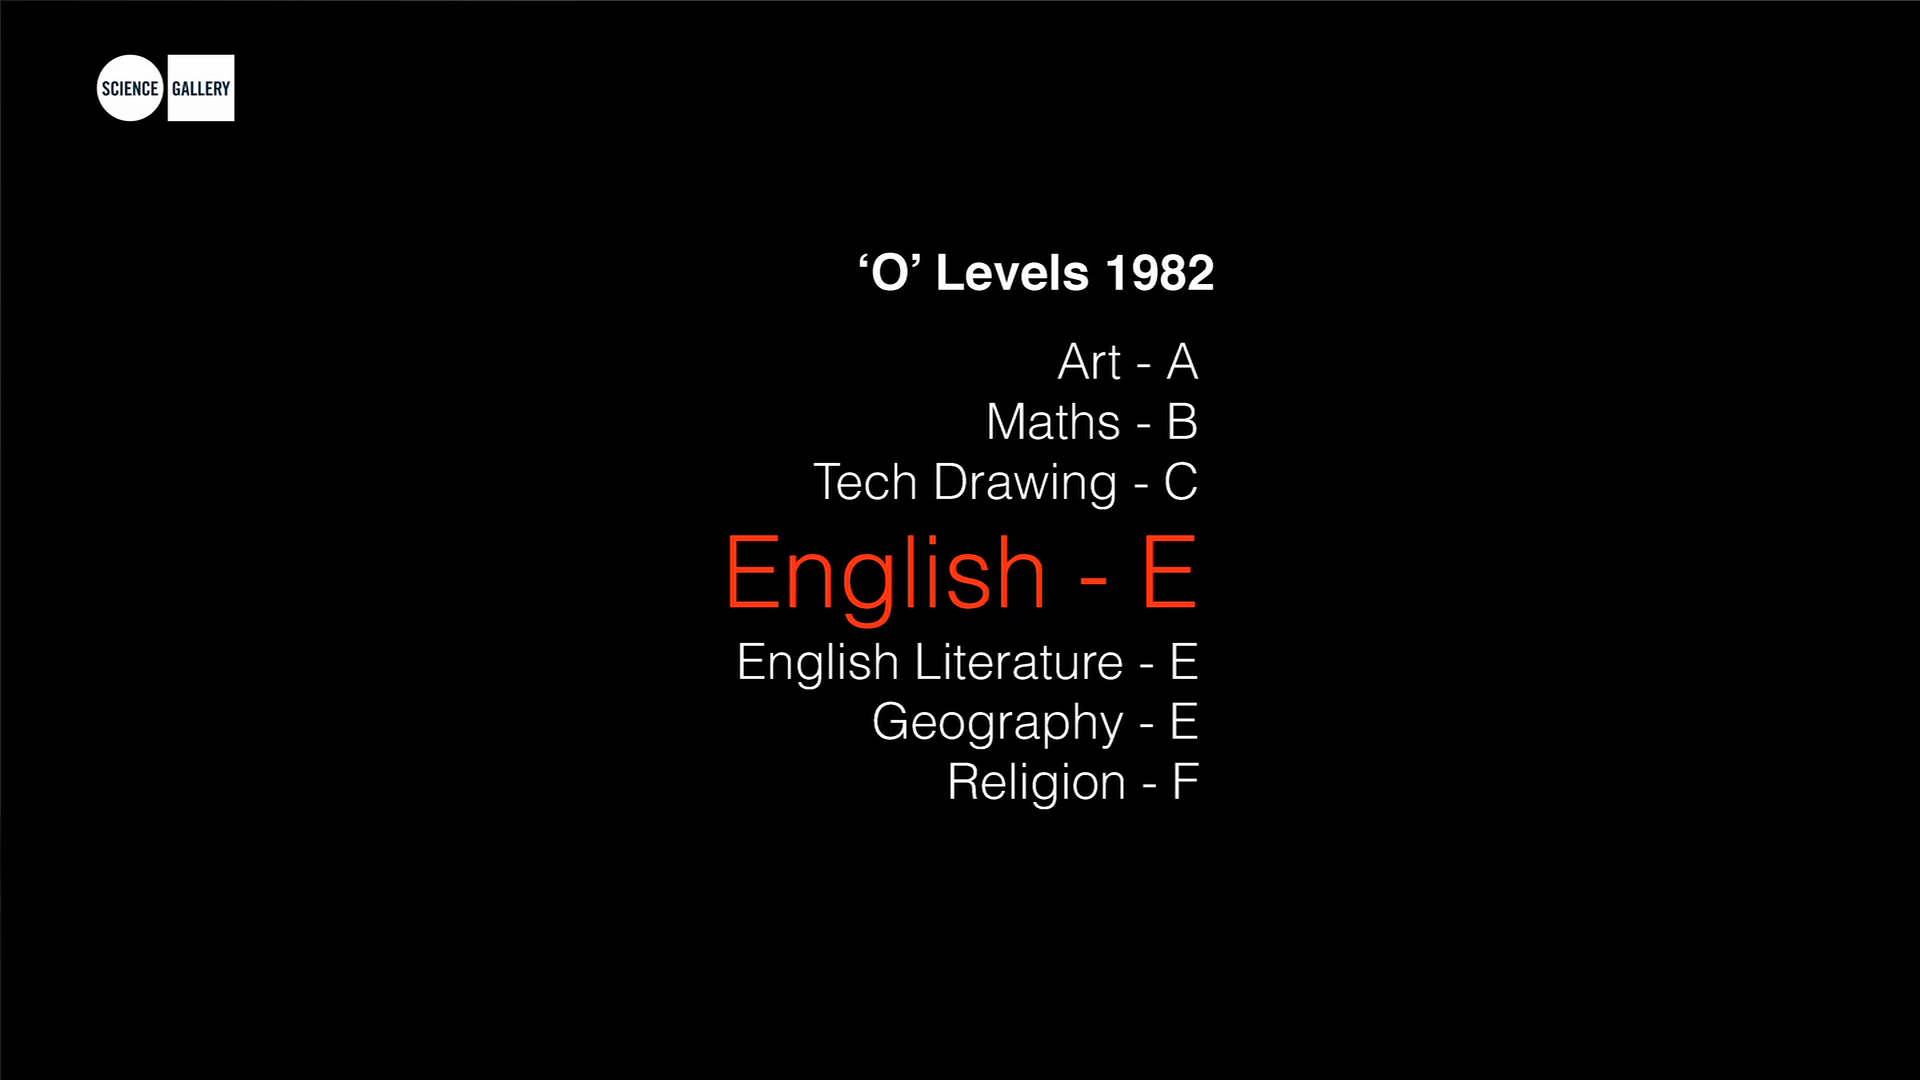 SCIENCE GALLERY
‘O’ Levels 1982
Art - A
Maths - B
Tech Drawing - C
English - E
English Literature - E
Geography - E
Religion - F